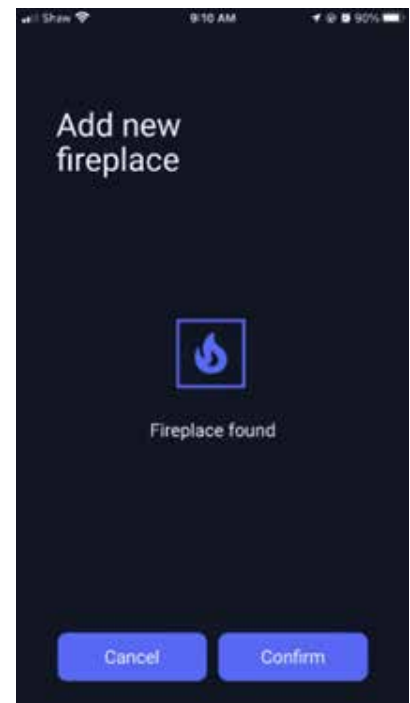 Shaw 9:10 AM 90%
Add new
fireplace
Fireplace found
Cancel Confirm